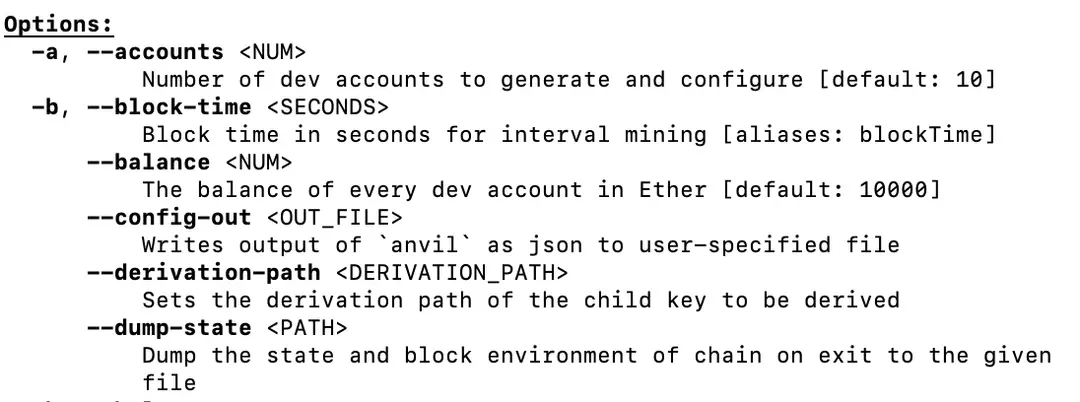 Options:
-a, --accounts <NUM>
Number of dev accounts to generate and configure [default: 10]
-b, --block-time <SECONDS>
Block time in seconds for interval mining [aliases: blockTime]
--balance <NUM>
The balance of every dev account in Ether [default: 10000]
--config-out <OUT_FILE>
Writes output of `anvil` as json to user-specified file
--derivation-path <DERIVATION_PATH>
Sets the derivation path of the child key to be derived
--dump-state <PATH>
Dump the state and block environment of chain on exit to the given
file